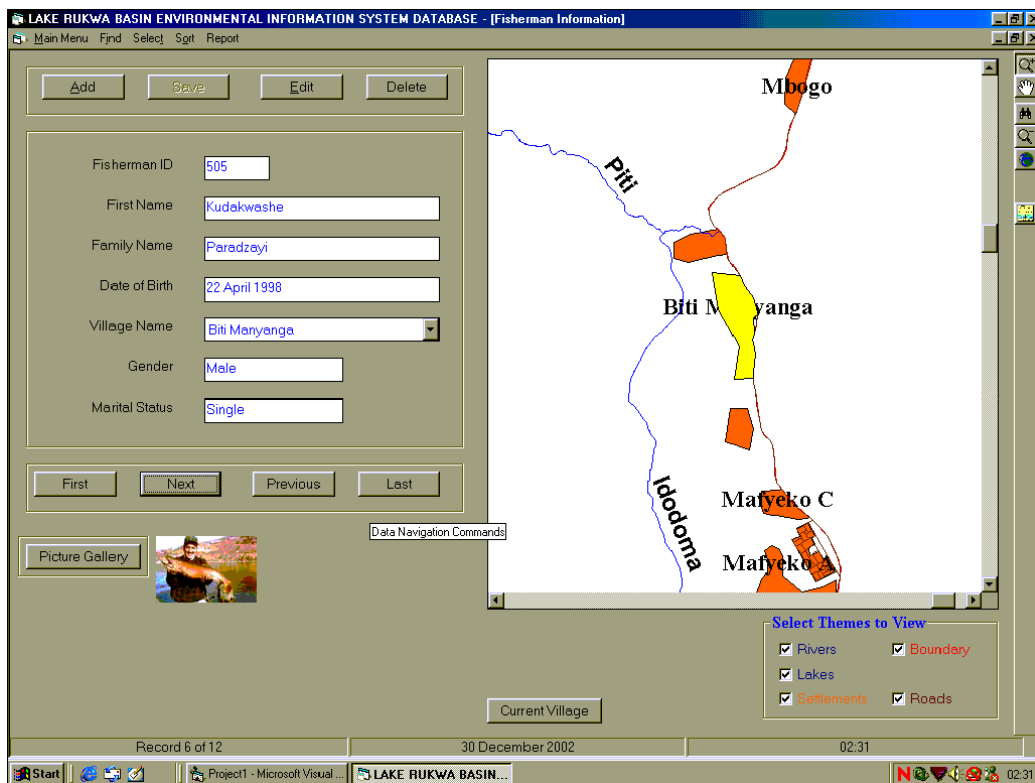 LAKE RUKWA BASIN ENVIRONMENTAL INFORMATION SYSTEM DATABASE - [Fisherman Information]
Main Menu Find Select Sort Report
Add Save Edit Delete
Fisherman ID 505
First Name Kudakwashe
Family Name Paradzayi
Date of Birth 22 April 1998
Village Name Biti Manyanga
Gender Male
Marital Status Single
First Next Previous Last
Data Navigation Commands
Picture Gallery
Mbogo
Piti
Biti M yanga
Mafyeko C
Idodoma
Mafyeko A
Select Themes to View
Rivers Boundary
Lakes
Settlements Roads
Current Village
Record 6 of 12 30 December 2002 02:31
Start Project1 - Microsoft Visual ... LAKE RUKWA BASIN... 02:31